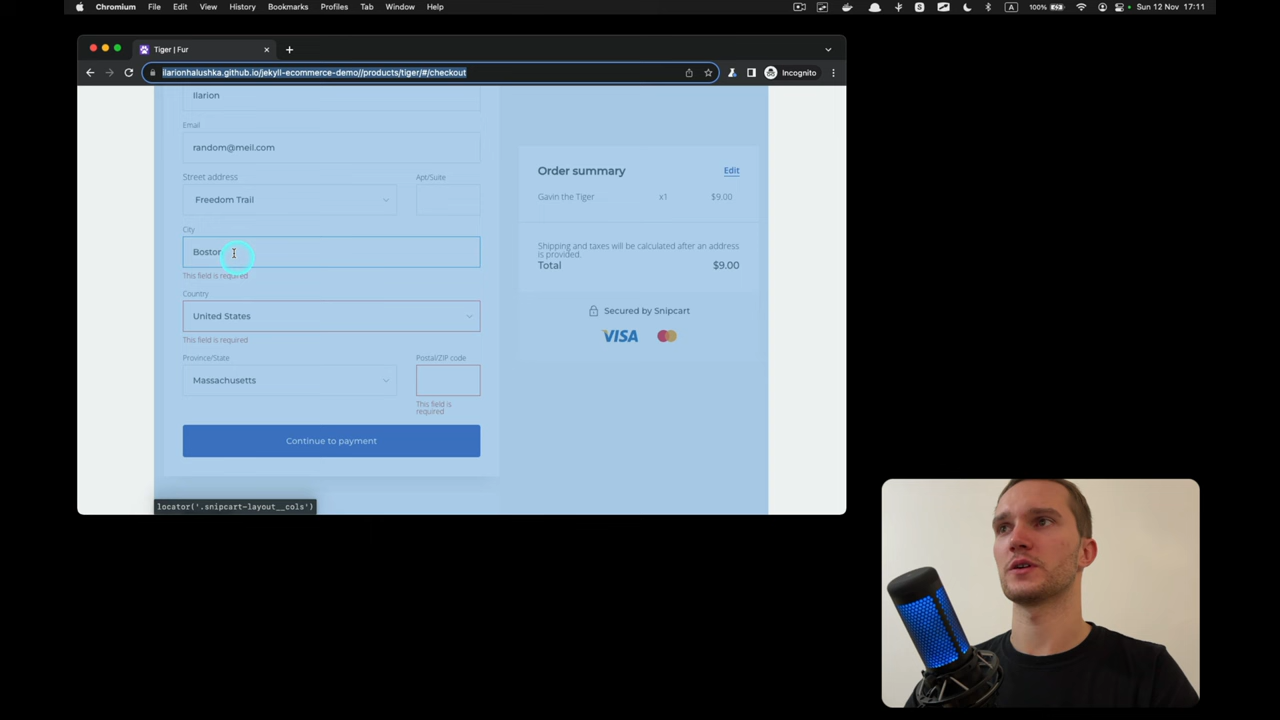 Chromium File Edit View History Bookmarks Profiles Tab Window Help 100% Sun 12 Nov 17:11
Tiger | Fur
ilarionhalushka.github.io/jekyll-ecommerce-demo//products/tiger/#/checkout Incognito
Ilarion
Email
random@meil.com
Street address Apt/Suite
Freedom Trail
City
Boston
This field is required
Country
United States
This field is required
Province/State Postal/ZIP code
Massachusetts
This field is
required
Continue to payment
Order summary Edit
Gavin the Tiger x1 $9.00
Shipping and taxes will be calculated after an address
is provided.
Total $9.00
Secured by Snipcart
VISA
locator('.snipcart-layout__cols')